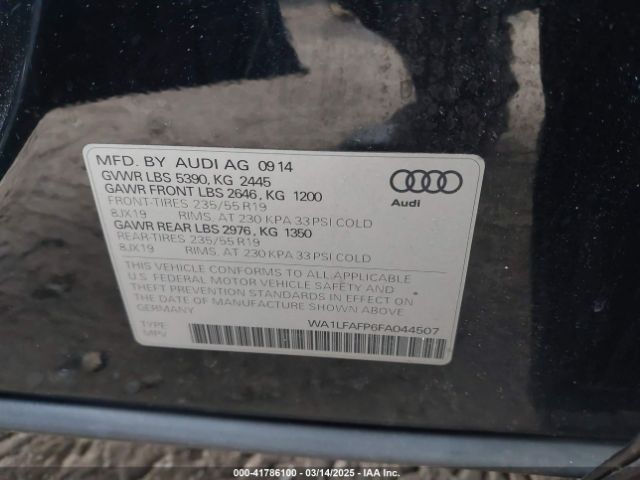 MFD. BY AUDI AG 09 14
GVWR LBS 5390, KG 2445
GAWR FRONT LBS 2646, KG 1200
FRONT-TIRES 235/55 R19
8JX19 RIMS, AT 230 KPA 33 PSI COLD
GAWR REAR LBS 2976, KG 1350
REAR-TIRES 235/55 R19
8JX19 RIMS, AT 230 KPA 33 PSI COLD
THIS VEHICLE CONFORMS TO ALL APPLICABLE
U.S. FEDERAL MOTOR VEHICLE SAFETY AND
THEFT PREVENTION STANDARDS IN EFFECT ON
THE DATE OF MANUFACTURE SHOWN ABOVE
GERMANY
TYPE: WA1LFAFP6FA044507
MPV
Audi
000-41786100 - 03/14/2025 - IAA Inc.